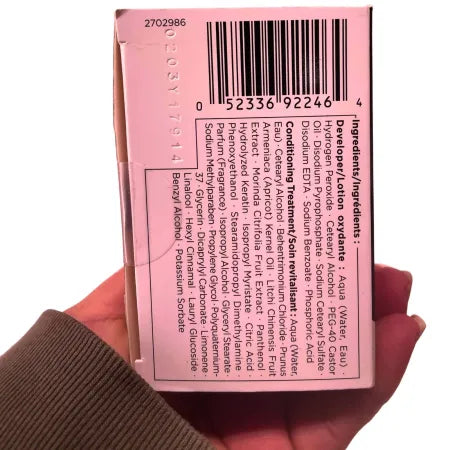 2702986
0203Y17914
0 52336 92246 4
Ingredients/Ingrédients :
Developer/Lotion oxydante : Aqua (Water, Eau) ·
Hydrogen Peroxide · Cetearyl Alcohol · PEG-40 Castor
Oil · Disodium Pyrophosphate · Sodium Cetearyl Sulfate
Disodium EDTA · Sodium Benzoate · Phosphoric Acid
Conditioning Treatment/Soin revitalisant : Aqua (Water,
Eau) · Cetearyl Alcohol · Behentrimonium Chloride · Prunus
Armeniaca (Apricot) Kernel Oil · Litchi Chinensis Fruit
Extract · Morinda Citrifolia Fruit Extract · Panthenol ·
Hydrolyzed Keratin · Isopropyl Myristate · Citric Acid ·
Phenoxyethanol · Stearamidopropyl Dimethylamine ·
Parfum (Fragrance) · Isopropyl Alcohol · Glyceryl Stearate ·
Sodium Methylparaben · Propylene Glycol · Polyquaternium-
37 · Glycerin · Dicaprylyl Carbonate · Limonene ·
Linalool · Hexyl Cinnamal · Lauryl Glucoside ·
Benzyl Alcohol · Potassium Sorbate